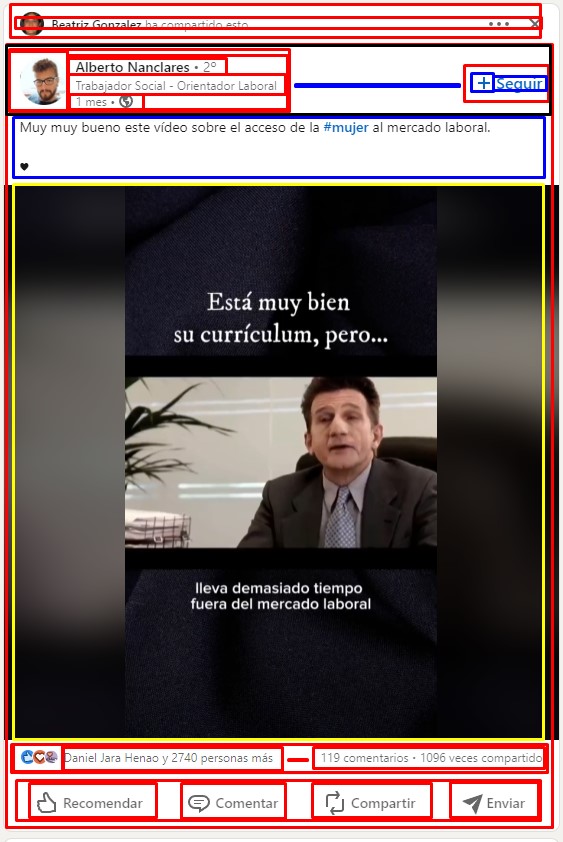 Beatriz Gonzalez ha compartido esto
Alberto Nanclares • 2º
Trabajador Social - Orientador Laboral
1 mes •
+ Seguir
Muy muy bueno este vídeo sobre el acceso de la #mujer al mercado laboral.
Está muy bien
su currículum, pero...
lleva demasiado tiempo
fuera del mercado laboral
Daniel Jara Henao y 2740 personas más
119 comentarios • 1096 veces compartido
Recomendar
Comentar
Compartir
Enviar